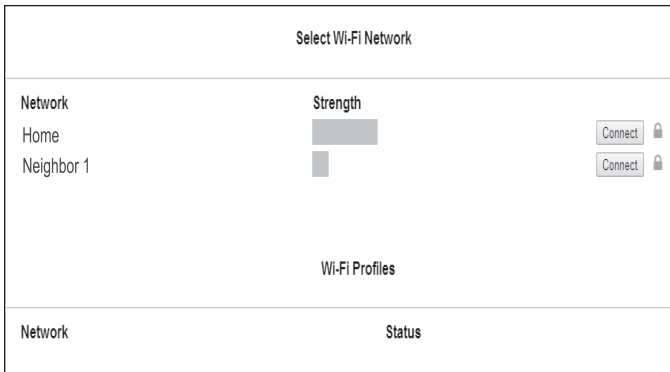 Select Wi-Fi Network
Network Strength
Home Connect
Neighbor 1 Connect
Wi-Fi Profiles
Network Status